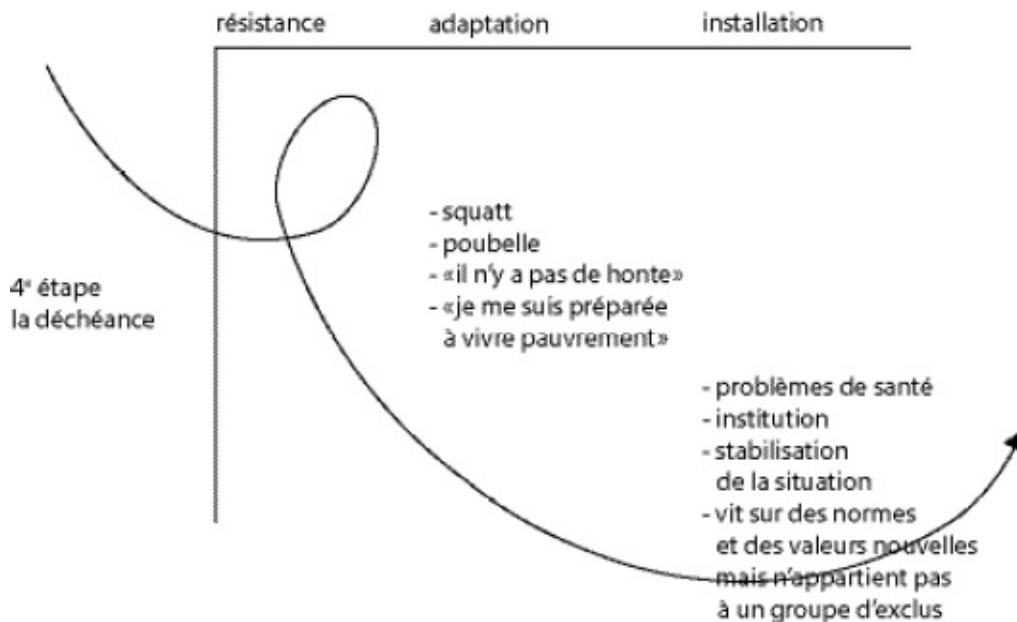 résistance adaptation installation
4e étape
la déchéance
- squatt
- poubelle
- «il n'y a pas de honte»
- «je me suis préparée
à vivre pauvrement»
- problèmes de santé
- institution
- stabilisation
de la situation
- vit sur des normes
et des valeurs nouvelles
mais n'appartient pas
à un groupe d'exclus